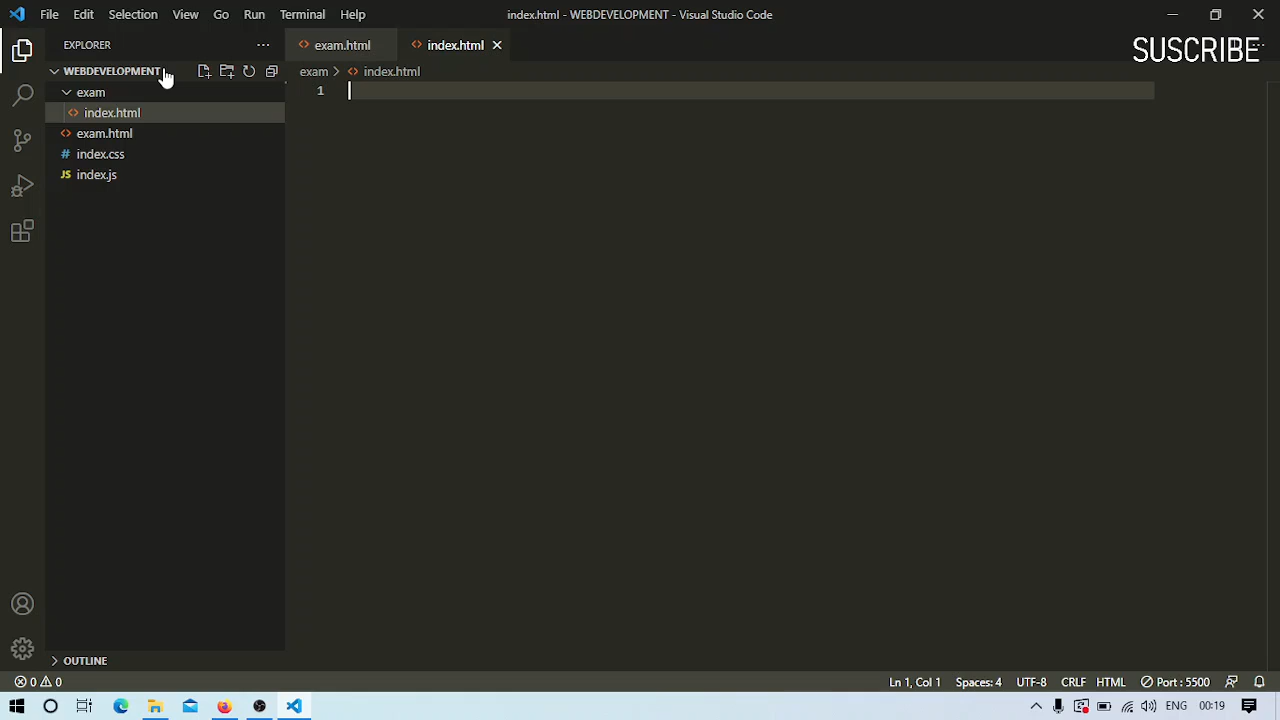 File Edit Selection View Go Run Terminal Help index.html - WEBDEVELOPMENT - Visual Studio Code
EXPLORER
exam.html
index.html
SUSCRIBE
WEBDEVELOPMENT
exam > index.html
exam
1
index.html
exam.html
# index.css
JS index.js
OUTLINE
0 0 Ln 1, Col 1 Spaces: 4 UTF-8 CRLF HTML Port : 5500
ENG 00:19